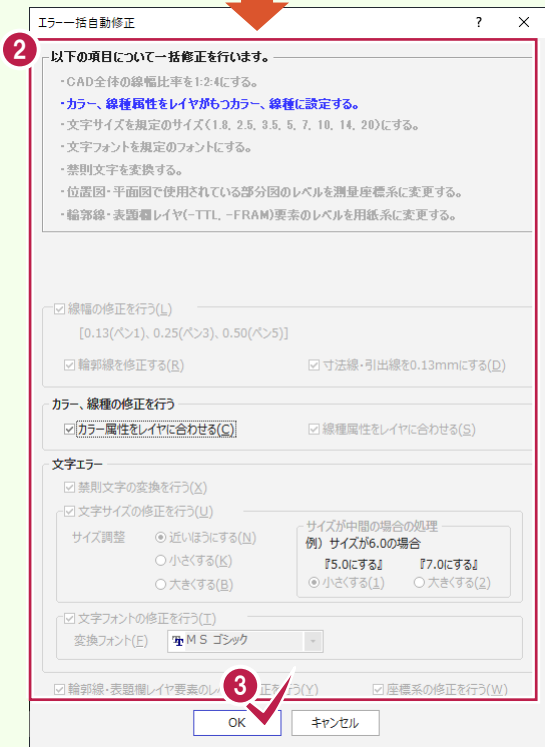 エラー一括自動修正 ? ×
2
以下の項目について一括修正を行います。
・CAD全体の線幅比率を1:2:4にする。
・カラー、線種属性をレイヤがもつカラー、線種に設定する。
・文字サイズを規定のサイズ(1.8, 2.5, 3.5, 5, 7, 10, 14, 20)にする。
・文字フォントを規定のフォントにする。
・禁則文字を変換する。
・位置図・平面図で使用されている部分図のレベルを測量座標系に変更する。
・輪郭線・表題欄レイヤ(-TTL, -FRAM)要素のレベルを用紙系に変更する。
線幅の修正を行う(L)
[0.13(ペン1)、0.25(ペン3)、0.50(ペン5)]
輪郭線を修正する(R) 寸法線・引出線を0.13mmにする(D)
カラー、線種の修正を行う
カラー属性をレイヤに合わせる(C) 線種属性をレイヤに合わせる(S)
文字エラー
禁則文字の変換を行う(X)
文字サイズの修正を行う(U)
サイズが中間の場合の処理
サイズ調整 近いほうにする(N) 例）サイズが6.0の場合
小さくする(K) 『5.0にする』 『7.0にする』
大きくする(B) 小さくする(1) 大きくする(2)
文字フォントの修正を行う(T)
変換フォント(F) MS ゴシック
輪郭線・表題欄レイヤ要素のレ 正を行う(Y) 座標系の修正を行う(W)
3
OK キャンセル